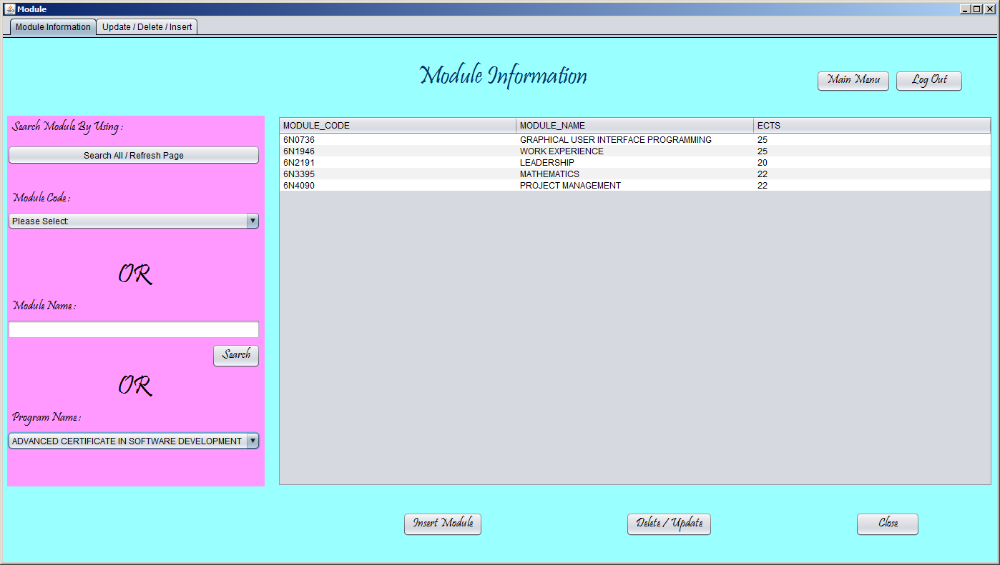 Module
Module Information Update / Delete / Insert
Module Information
Main Menu Log Out
Search Module By Using :
Search All / Refresh Page
Module Code :
Please Select:
OR
Module Name :
Search
OR
Program Name :
ADVANCED CERTIFICATE IN SOFTWARE DEVELOPMENT
MODULE_CODE MODULE_NAME ECTS
6N0736 GRAPHICAL USER INTERFACE PROGRAMMING 25
6N1946 WORK EXPERIENCE 25
6N2191 LEADERSHIP 20
6N3395 MATHEMATICS 22
6N4090 PROJECT MANAGEMENT 22
Insert Module Delete / Update Close